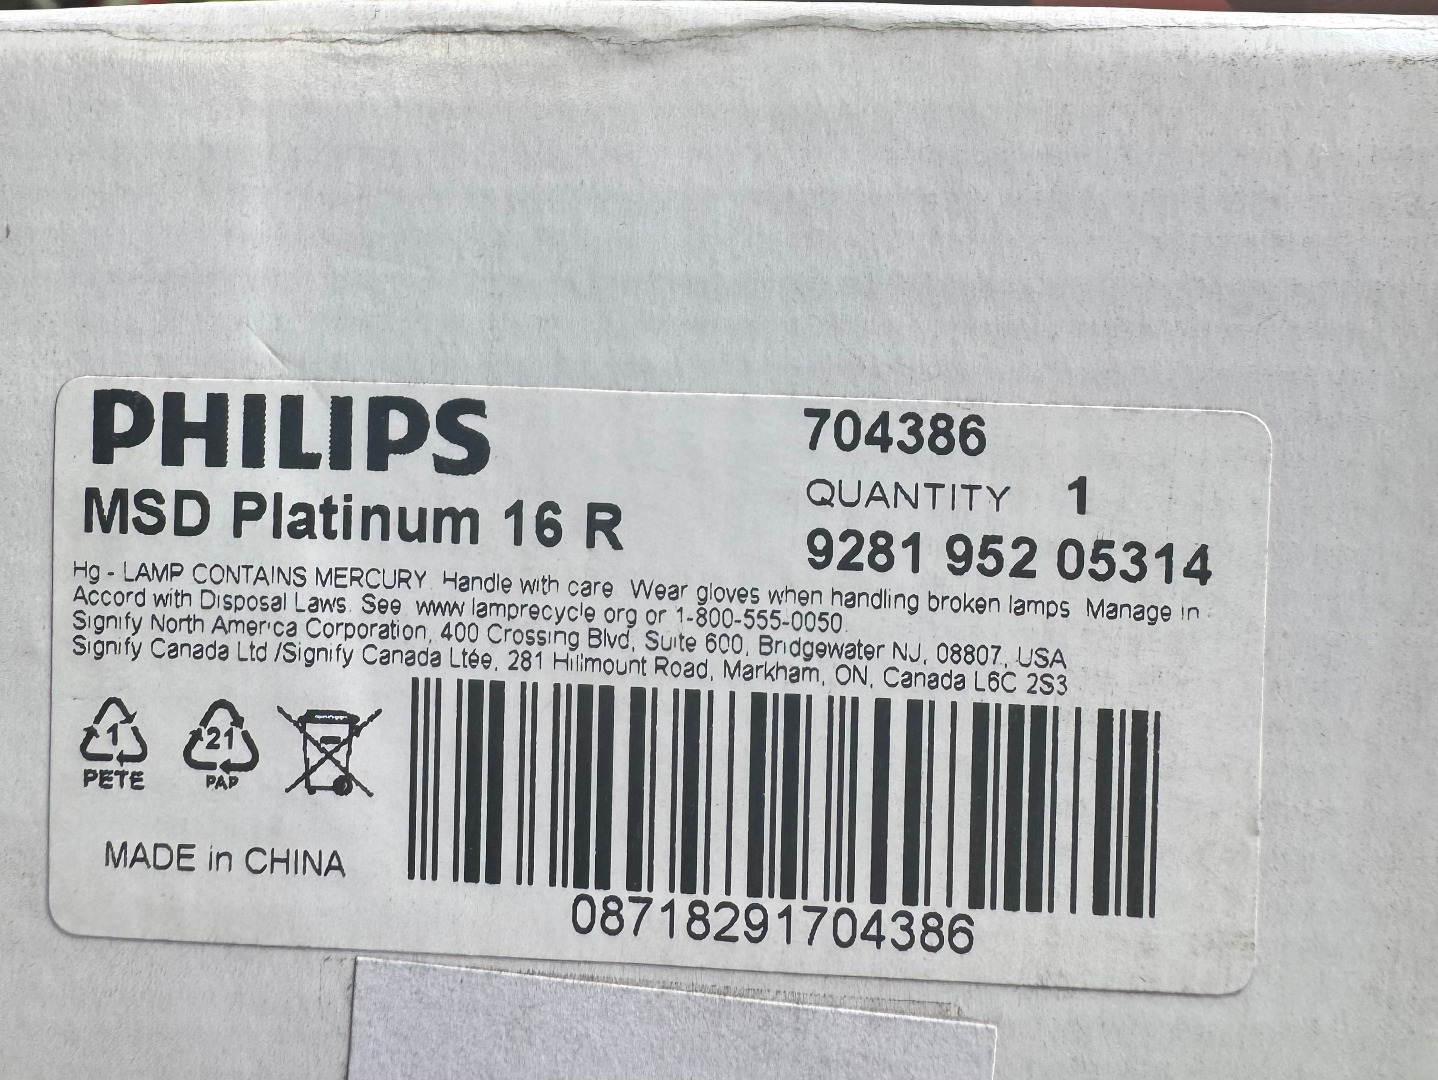 PHILIPS
MSD Platinum 16 R
704386
QUANTITY 1
9281 952 05314
Hg - LAMP CONTAINS MERCURY. Handle with care. Wear gloves when handling broken lamps. Manage in
Accord with Disposal Laws. See. www.lamprecycle.org or 1-800-555-0050.
Signify North America Corporation, 400 Crossing Blvd, Suite 600, Bridgewater NJ, 08807, USA
Signify Canada Ltd /Signify Canada Ltée, 281 Hillmount Road, Markham, ON, Canada L6C 2S3
1
PETE
21
PAP
MADE in CHINA
08718291704386